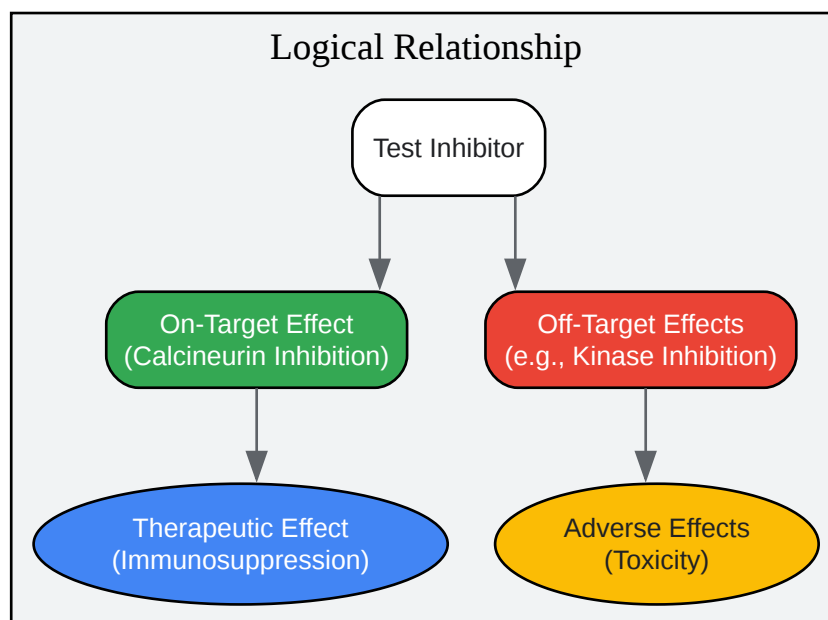 Logical Relationship
Test Inhibitor
On-Target Effect
(Calcineurin Inhibition)
Off-Target Effects
(e.g., Kinase Inhibition)
Therapeutic Effect
(Immunosuppression)
Adverse Effects
(Toxicity)